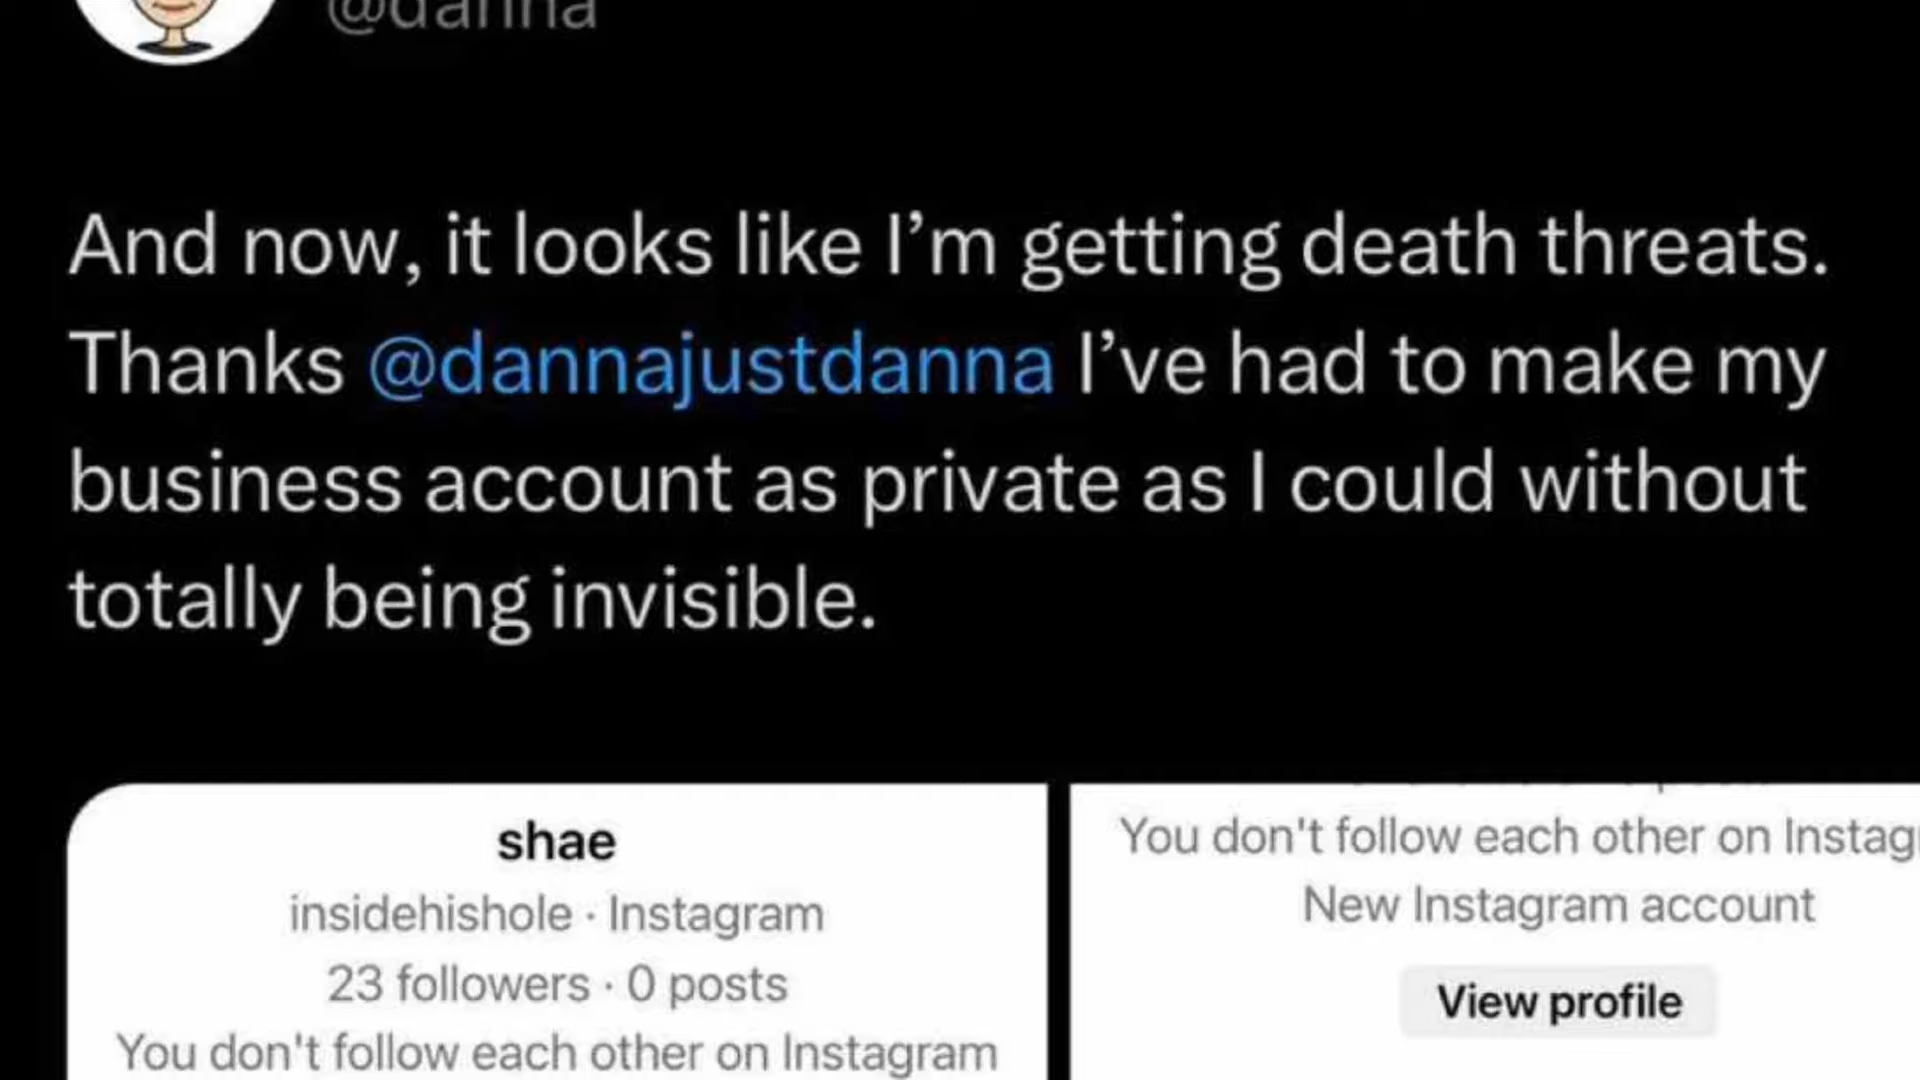 @danna
And now, it looks like I’m getting death threats.
Thanks @dannajustdanna I’ve had to make my
business account as private as I could without
totally being invisible.
shae
insidehishole · Instagram
23 followers · 0 posts
You don't follow each other on Instagram
You don't follow each other on Instag
New Instagram account
View profile